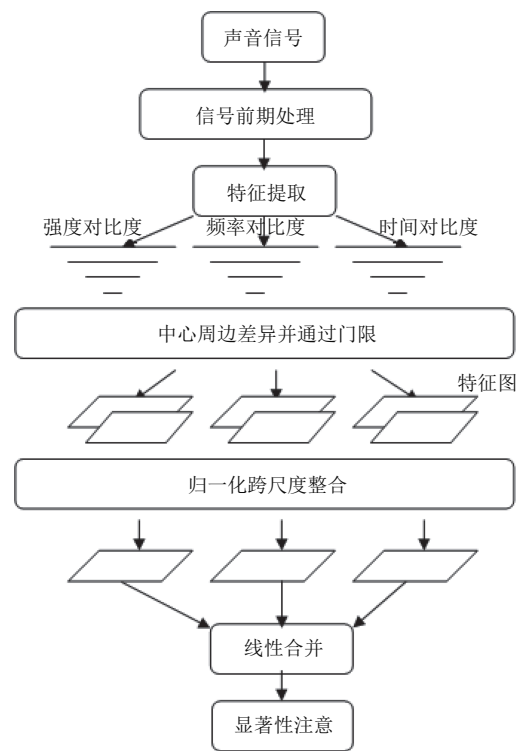 声音信号
信号前期处理
特征提取
强度对比度
频率对比度
时间对比度
中心周边差异并通过门限
特征图
归一化跨尺度整合
线性合并
显著性注意